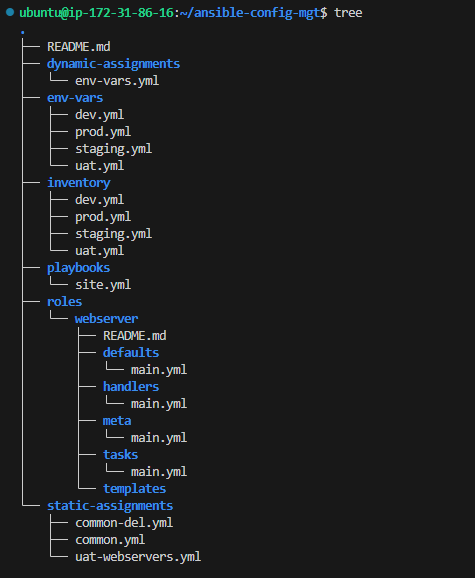 ubuntu@ip-172-31-86-16:~/ansible-config-mgt$ tree
.
├── README.md
├── dynamic-assignments
│   └── env-vars.yml
├── env-vars
│   ├── dev.yml
│   ├── prod.yml
│   ├── staging.yml
│   └── uat.yml
├── inventory
│   ├── dev.yml
│   ├── prod.yml
│   ├── staging.yml
│   └── uat.yml
├── playbooks
│   └── site.yml
├── roles
│   └── webserver
│       ├── README.md
│       ├── defaults
│       │   └── main.yml
│       ├── handlers
│       │   └── main.yml
│       ├── meta
│       │   └── main.yml
│       ├── tasks
│       │   └── main.yml
│       └── templates
└── static-assignments
    ├── common-del.yml
    ├── common.yml
    └── uat-webservers.yml